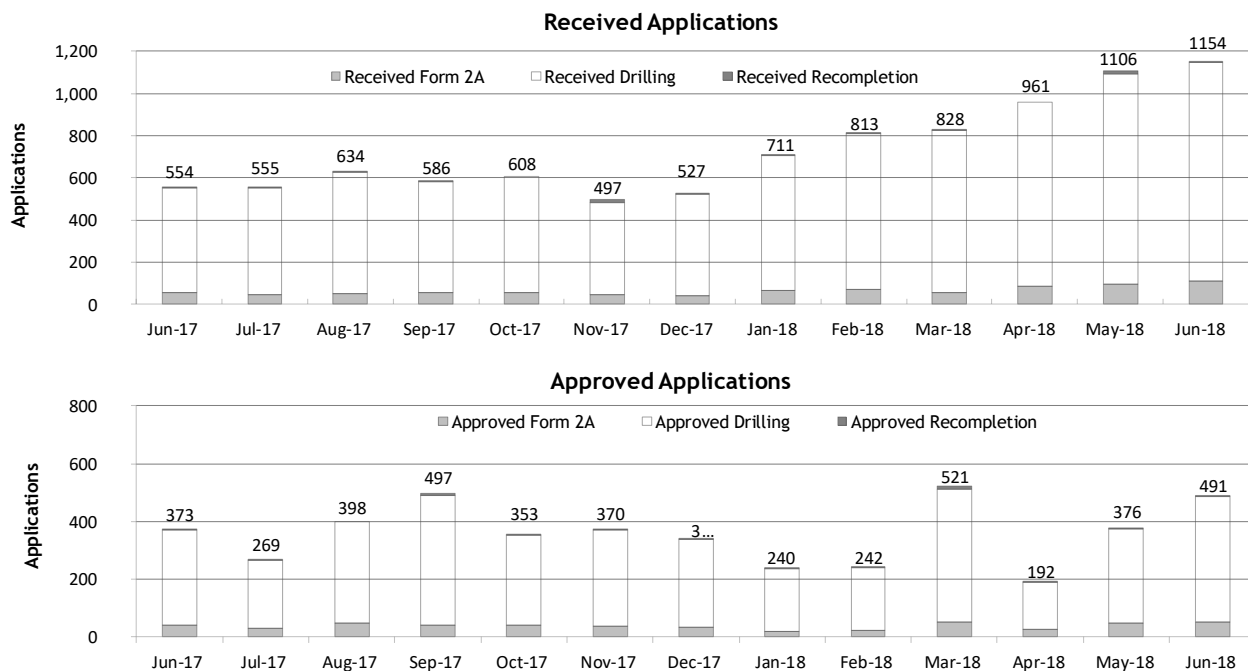 Received Applications
1,200
1,000
800
600
400
200
0
Applications
Received Form 2A Received Drilling Received Recompletion
554 555 634 586 608 497 527 711 813 828 961 1106 1154
Jun-17 Jul-17 Aug-17 Sep-17 Oct-17 Nov-17 Dec-17 Jan-18 Feb-18 Mar-18 Apr-18 May-18 Jun-18
Approved Applications
800
600
400
200
0
Applications
Approved Form 2A Approved Drilling Approved Recompletion
373 269 398 497 353 370 3... 240 242 521 192 376 491
Jun-17 Jul-17 Aug-17 Sep-17 Oct-17 Nov-17 Dec-17 Jan-18 Feb-18 Mar-18 Apr-18 May-18 Jun-18